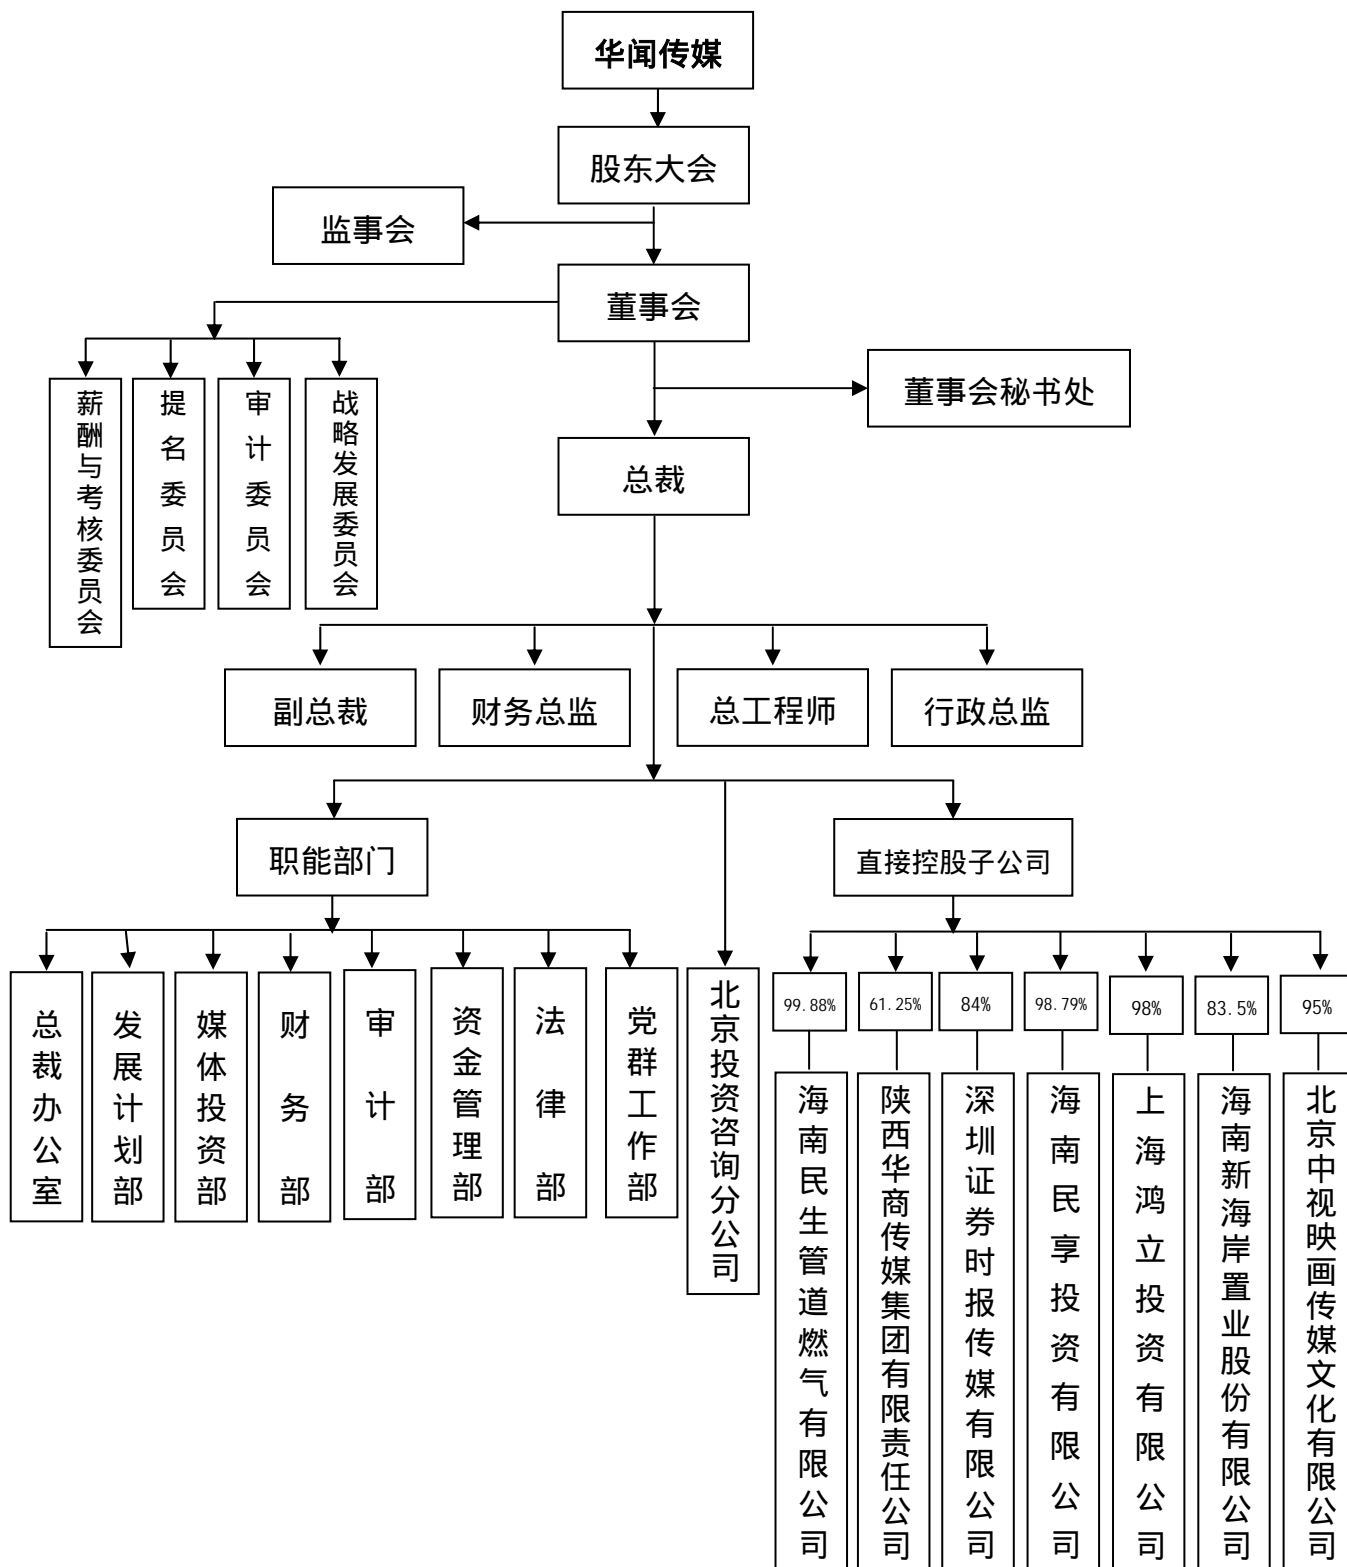 华闻传媒
股东大会
监事会
董事会
董事会秘书处
薪酬与考核委员会
提名委员会
审计委员会
战略发展委员会
总裁
副总裁
财务总监
总工程师
行政总监
职能部门
直接控股子公司
总裁办公室
发展计划部
媒体投资部
财务部
审计部
资金管理部
法律部
党群工作部
北京投资咨询分公司
99.88%
61.25%
84%
98.79%
98%
83.5%
95%
海南民生管道燃气有限公司
陕西华商传媒集团有限责任公司
深圳证券时报传媒有限公司
海南民享投资有限公司
上海鸿立投资有限公司
海南新海岸置业股份有限公司
北京中视映画传媒文化有限公司